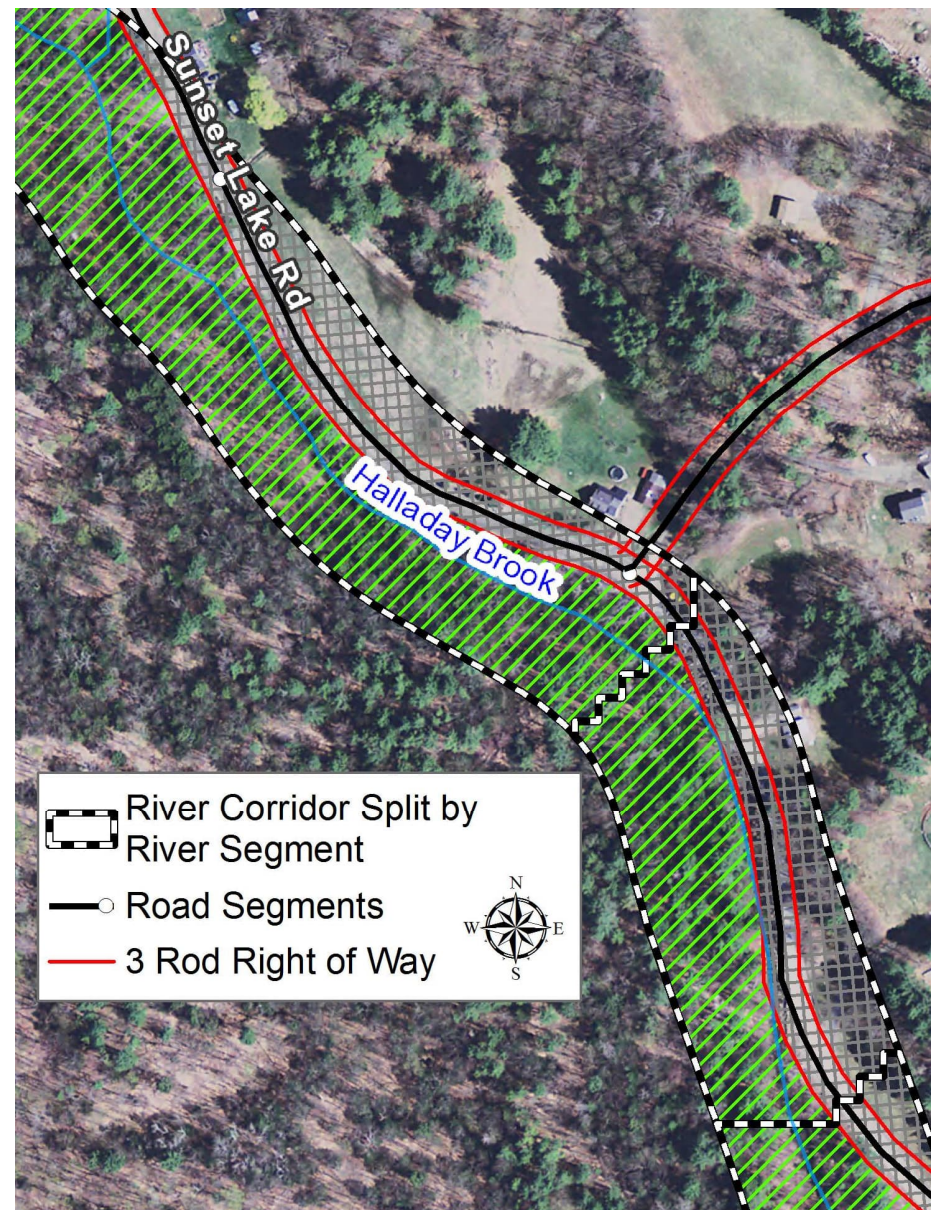 Sunset Lake Rd
Halladay Brook
River Corridor Split by
River Segment
Road Segments
3 Rod Right of Way
N
W
E
S